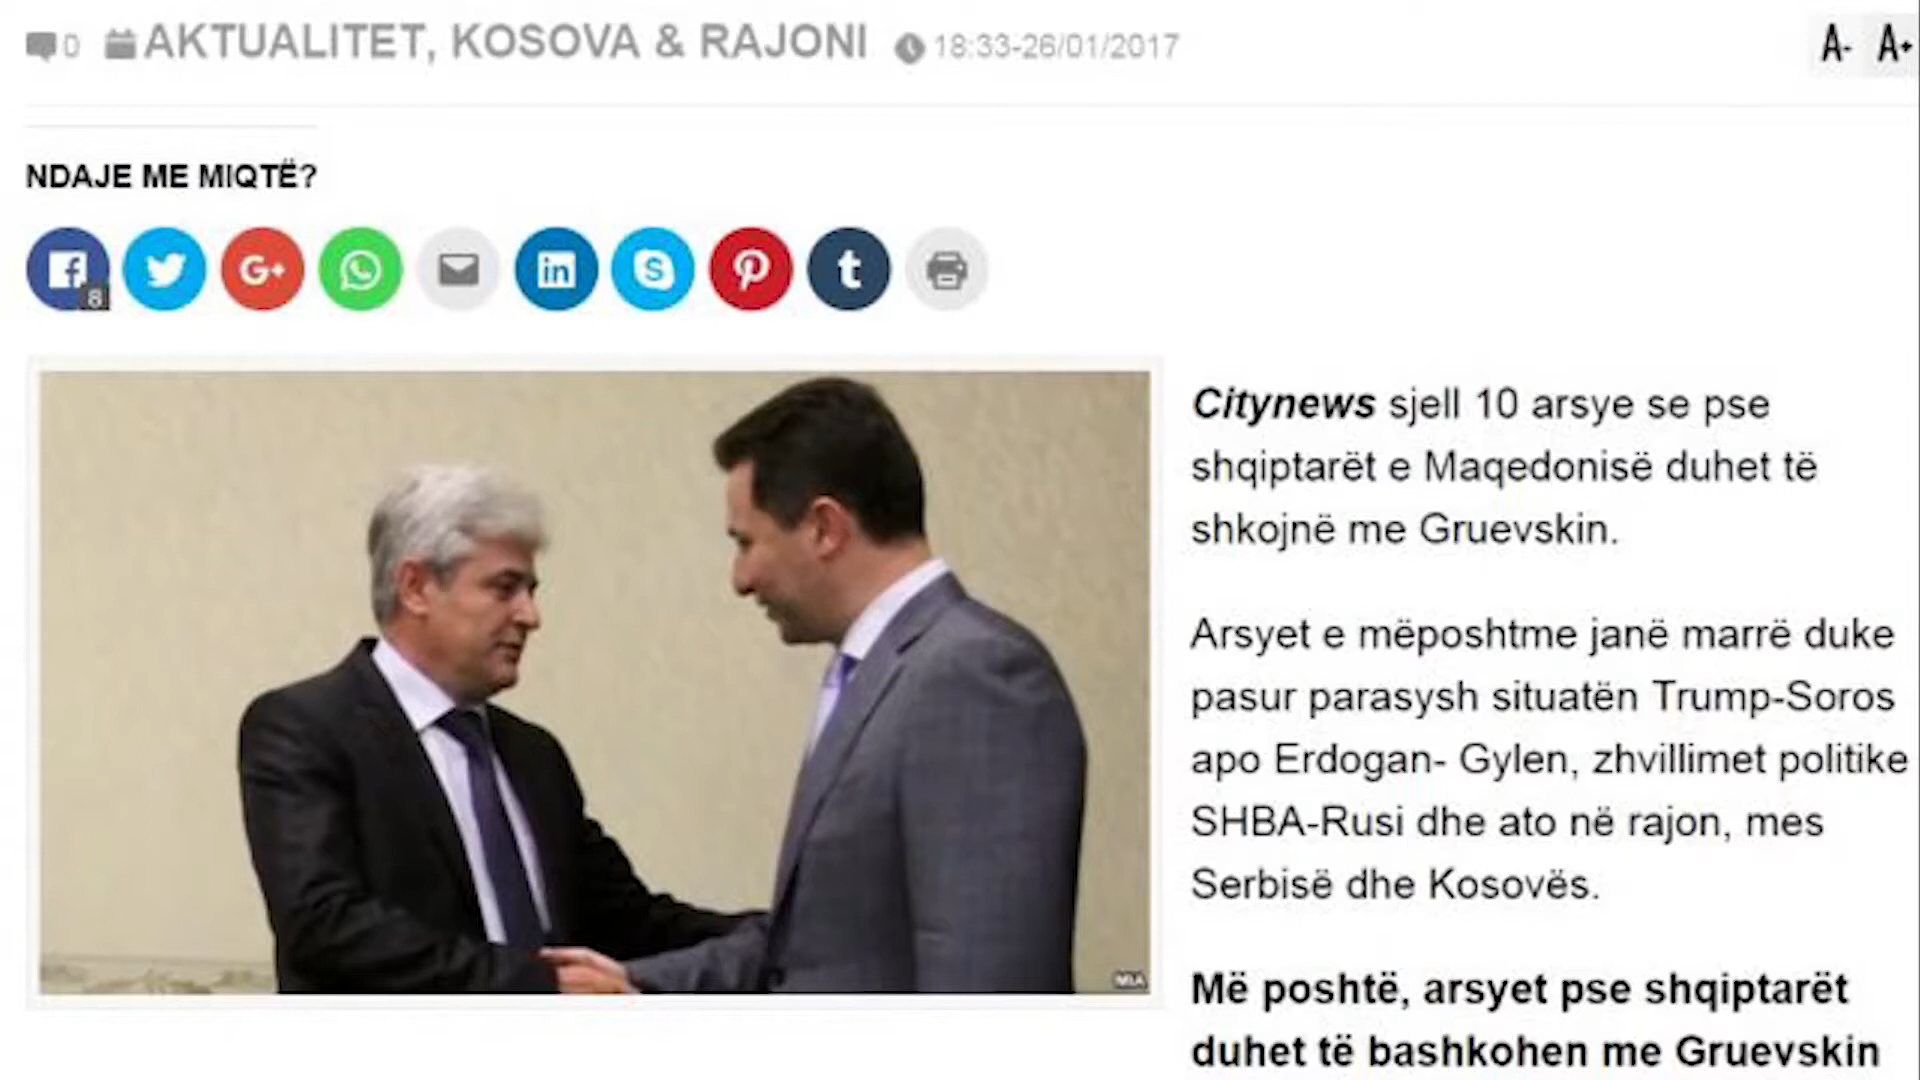 0 AKTUALITET, KOSOVA & RAJONI 18:33-26/01/2017
A- A+
NDAJE ME MIQTË?
8
Citynews sjell 10 arsye se pse
shqiptarët e Maqedonisë duhet të
shkojnë me Gruevskin.
Arsyet e mëposhtme janë marrë duke
pasur parasysh situatën Trump-Soros
apo Erdogan- Gylen, zhvillimet politike
SHBA-Rusi dhe ato në rajon, mes
Serbisë dhe Kosovës.
Më poshtë, arsyet pse shqiptarët
duhet të bashkohen me Gruevskin
MIA